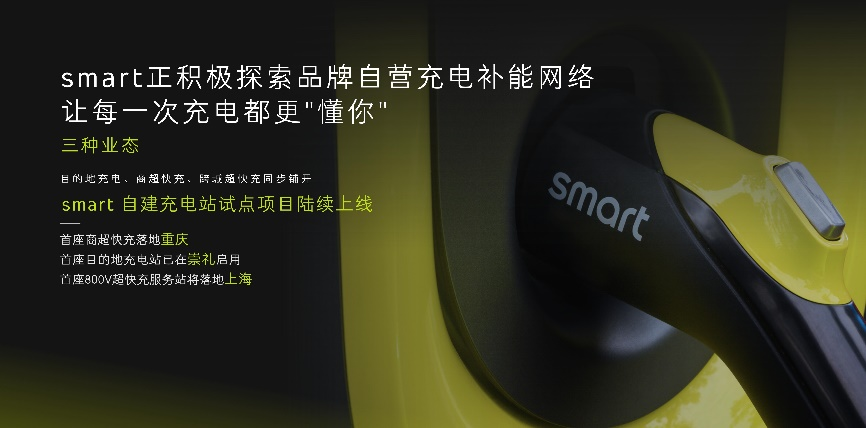 smart正积极探索品牌自营充电补能网络
让每一次充电都更"懂你"
三种业态
目的地充电、商超快充、跨城超快充同步铺开
smart 自建充电站试点项目陆续上线
首座商超快充落地重庆
首座目的地充电站已在崇礼启用
首座800V超快充服务站将落地上海
smart